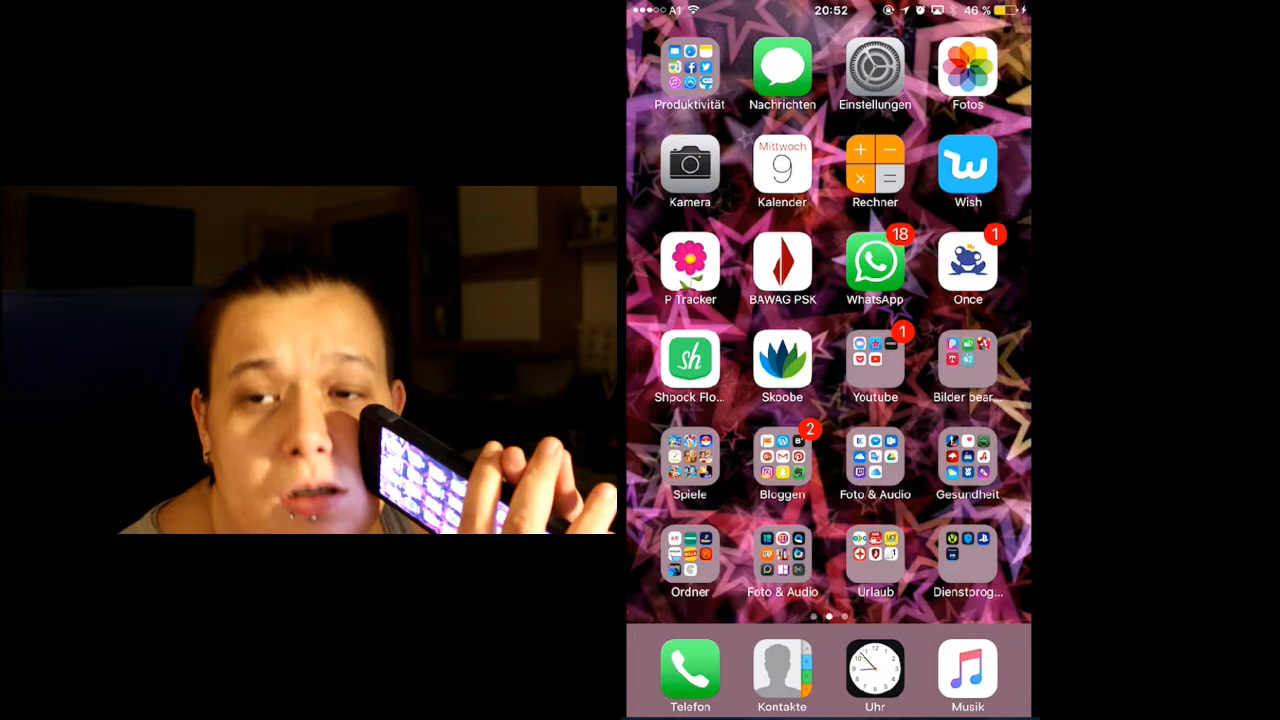 A1 20:52 46 %
Produktivität Nachrichten Einstellungen Fotos
Mittwoch
9
Kamera Kalender Rechner Wish
18 1
P Tracker BAWAG PSK WhatsApp Once
sh 1
Shpock Flo... Skoobe Youtube Bilder bear...
2
Spiele Bloggen Foto & Audio Gesundheit
Ordner Foto & Audio Urlaub Dienstprog...
Telefon Kontakte Uhr Musik